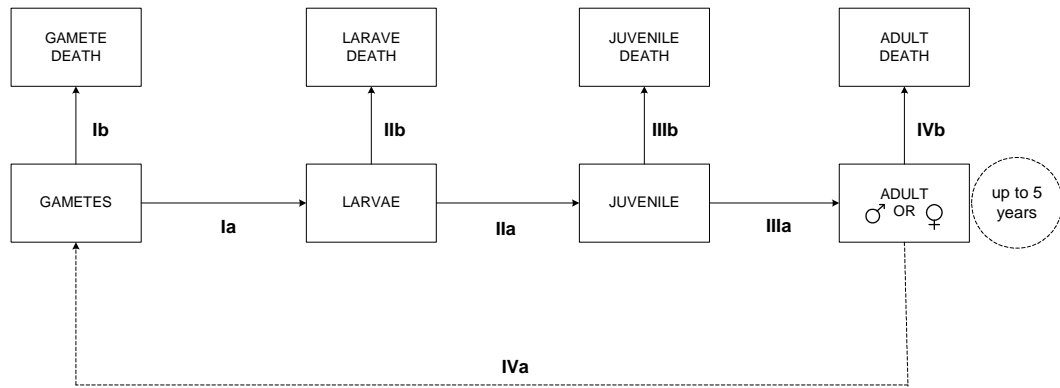 GAMETE
DEATH
LARAVE
DEATH
JUVENILE
DEATH
ADULT
DEATH
Ib
IIb
IIIb
IVb
GAMETES
LARVAE
JUVENILE
ADULT
♂ OR ♀
up to 5
years
Ia
IIa
IIIa
IVa